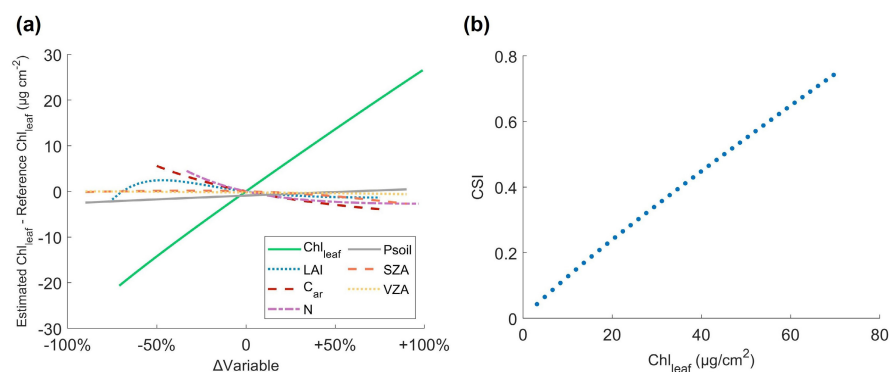 (a)
Estimated Chl_leaf - Reference Chl_leaf (µg cm⁻²)
30
20
10
0
-10
-20
-30
-100%
-50%
0
+50%
+100%
ΔVariable
Chl_leaf
LAI
C_ar
N
Psoil
SZA
VZA
(b)
CSI
0.8
0.6
0.4
0.2
0
0
20
40
60
80
Chl_leaf (µg/cm²)